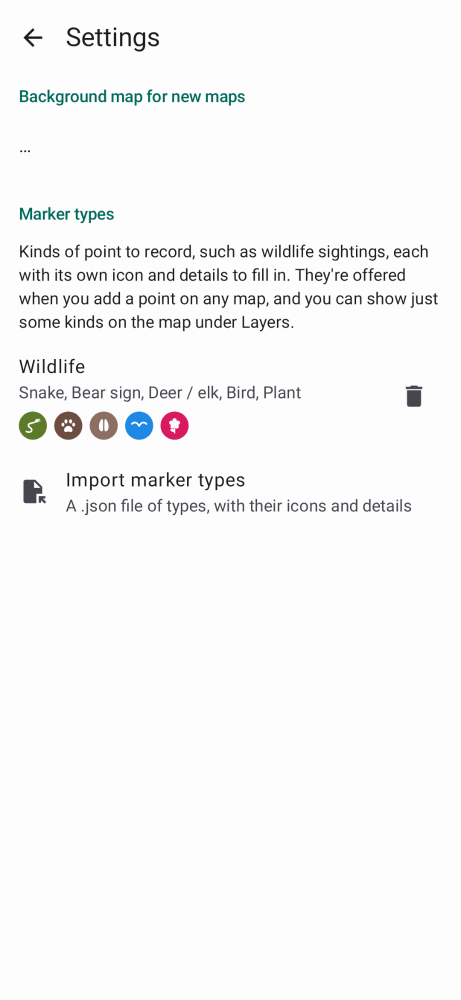 Settings
Background map for new maps
...
Marker types
Kinds of point to record, such as wildlife sightings, each
with its own icon and details to fill in. They're offered
when you add a point on any map, and you can show just
some kinds on the map under Layers.
Wildlife
Snake, Bear sign, Deer / elk, Bird, Plant
Import marker types
A .json file of types, with their icons and details